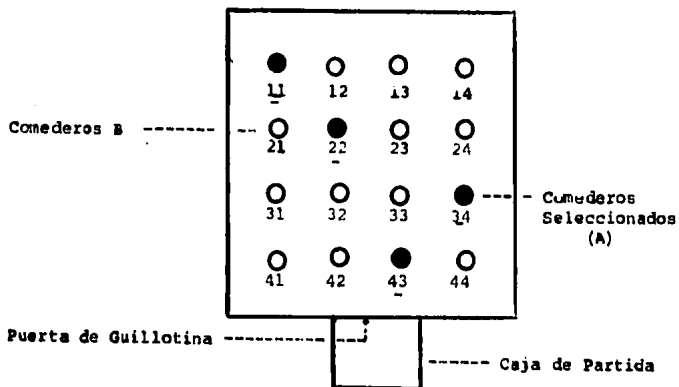 11 12 13 14
Comederos B
21 22 23 24
31 32 33 34
Comederos
Seleccionados
(A)
41 42 43 44
Puerta de Guillotina
Caja de Partida